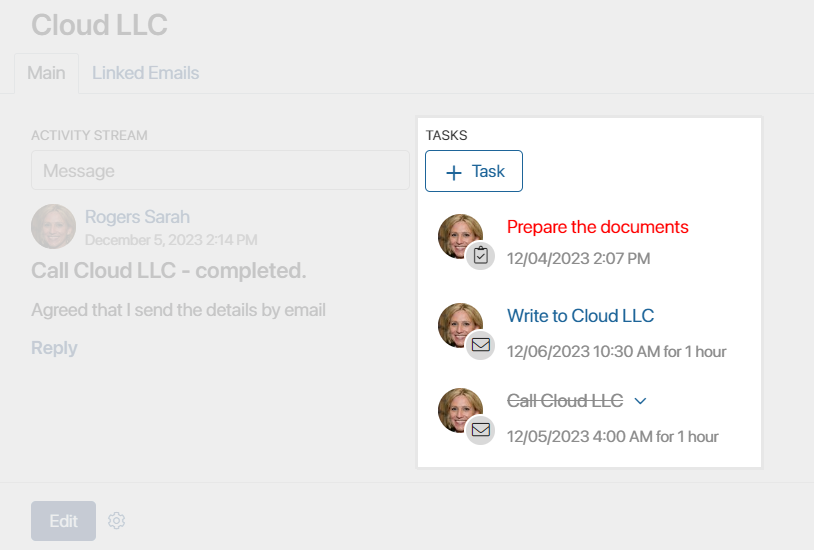 Cloud LLC
Main
Linked Emails
ACTIVITY STREAM
Message
Rogers Sarah
December 5, 2023 2:14 PM
Call Cloud LLC - completed.
Agreed that I send the details by email
Reply
TASKS
+ Task
Prepare the documents
12/04/2023 2:07 PM
Write to Cloud LLC
12/06/2023 10:30 AM for 1 hour
Call Cloud LLC
12/05/2023 4:00 AM for 1 hour
Edit